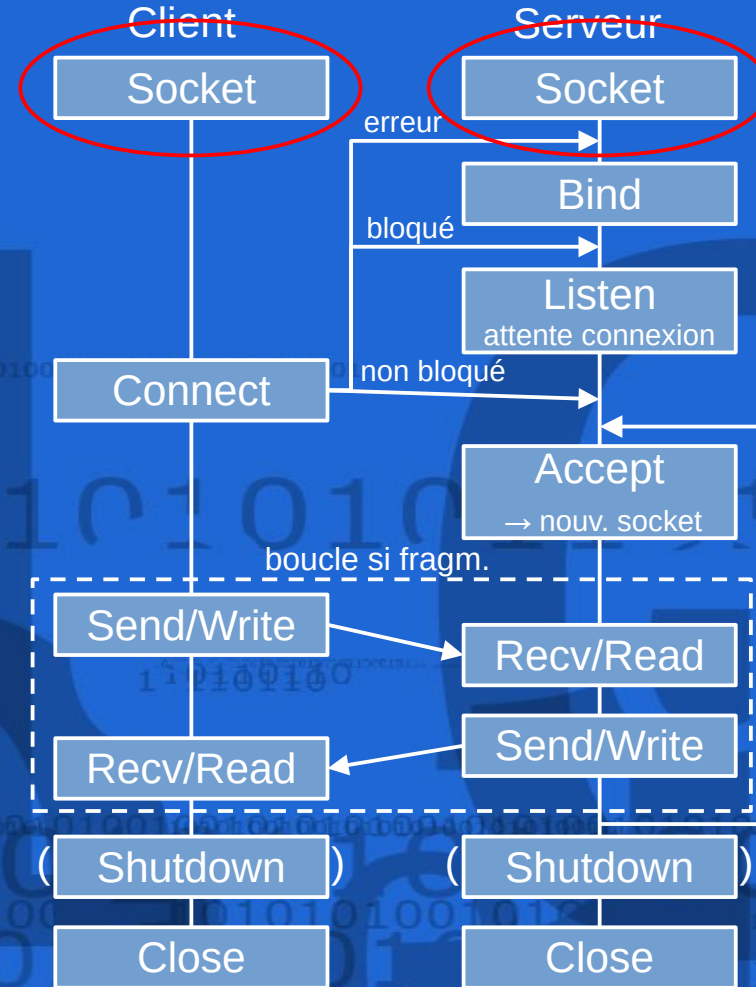 Client
Serveur
Socket
Socket
erreur
Bind
bloqué
Listen
attente connexion
Connect
non bloqué
Accept
→ nouv. socket
boucle si fragm.
Send/Write
Recv/Read
Send/Write
Recv/Read
( Shutdown )
( Shutdown )
Close
Close